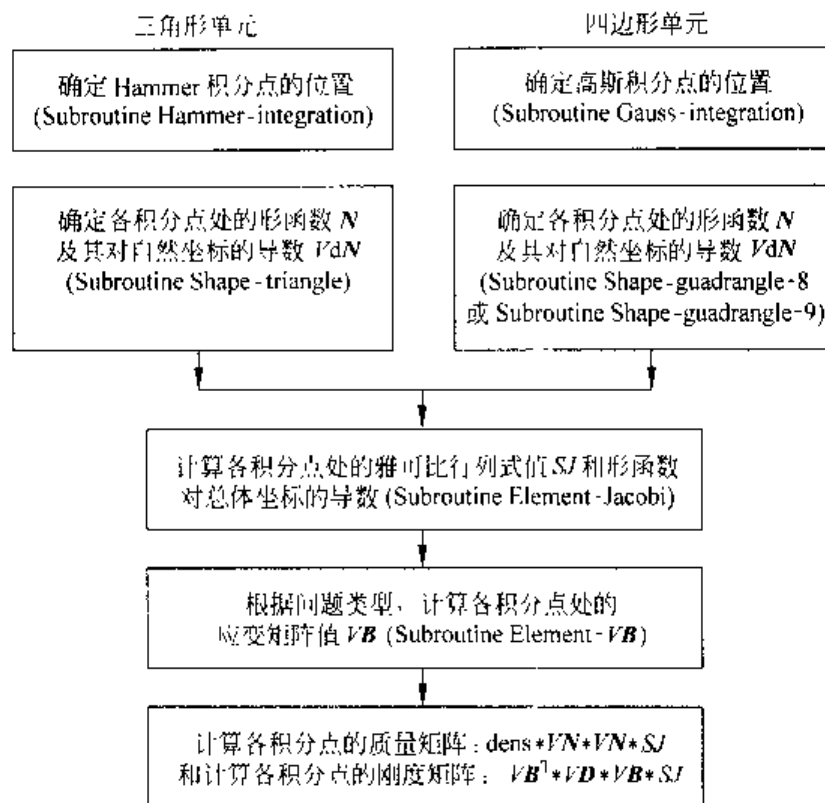 三角形单元
确定 Hammer 积分点的位置
(Subroutine Hammer-integration)
确定各积分点处的形函数 N
及其对自然坐标的导数 VdN
(Subroutine Shape-triangle)
四边形单元
确定高斯积分点的位置
(Subroutine Gauss-integration)
确定各积分点处的形函数 N
及其对自然坐标的导数 VdN
(Subroutine Shape-guadrangle-8
或 Subroutine Shape-guadrangle-9)
计算各积分点处的雅可比行列式值 SJ 和形函数
对总体坐标的导数 (Subroutine Element-Jacobi)
根据问题类型，计算各积分点处的
应变矩阵值 VB (Subroutine Element-VB)
计算各积分点的质量矩阵：dens*VN*VN*SJ
和计算各积分点的刚度矩阵：VBᵀ*VD*VB*SJ